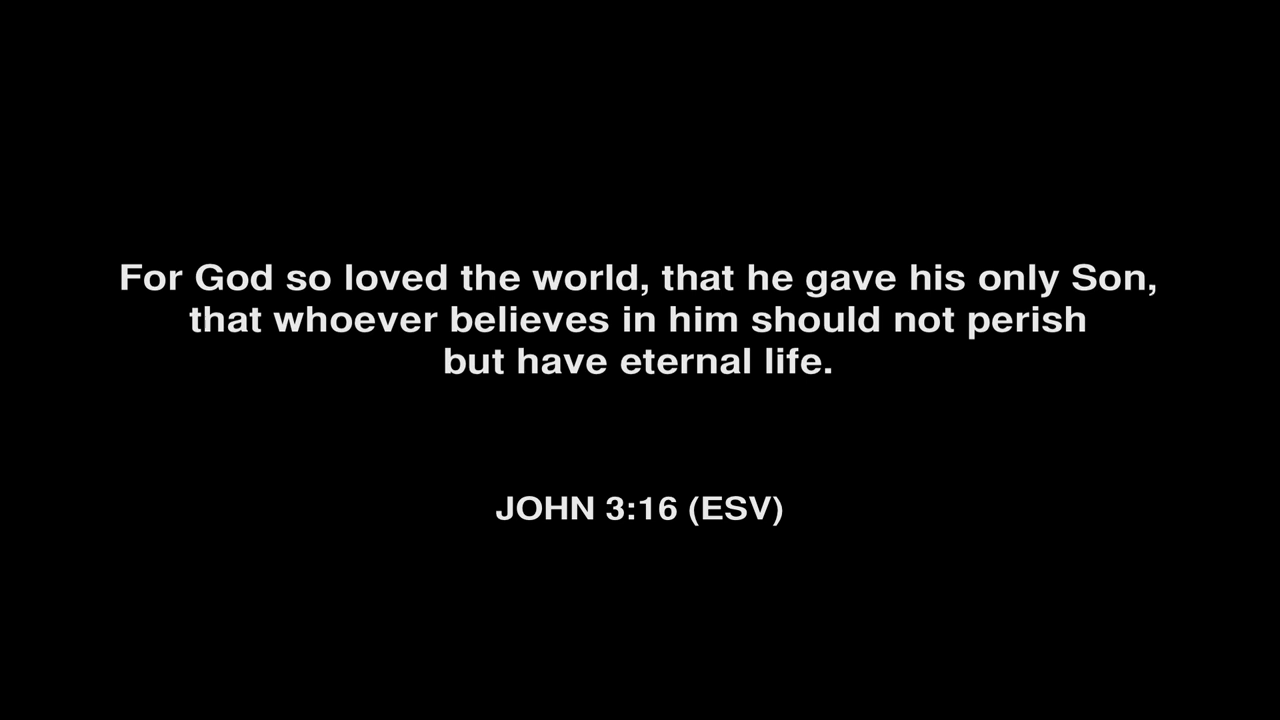 For God so loved the world, that he gave his only Son,
that whoever believes in him should not perish
but have eternal life.
JOHN 3:16 (ESV)